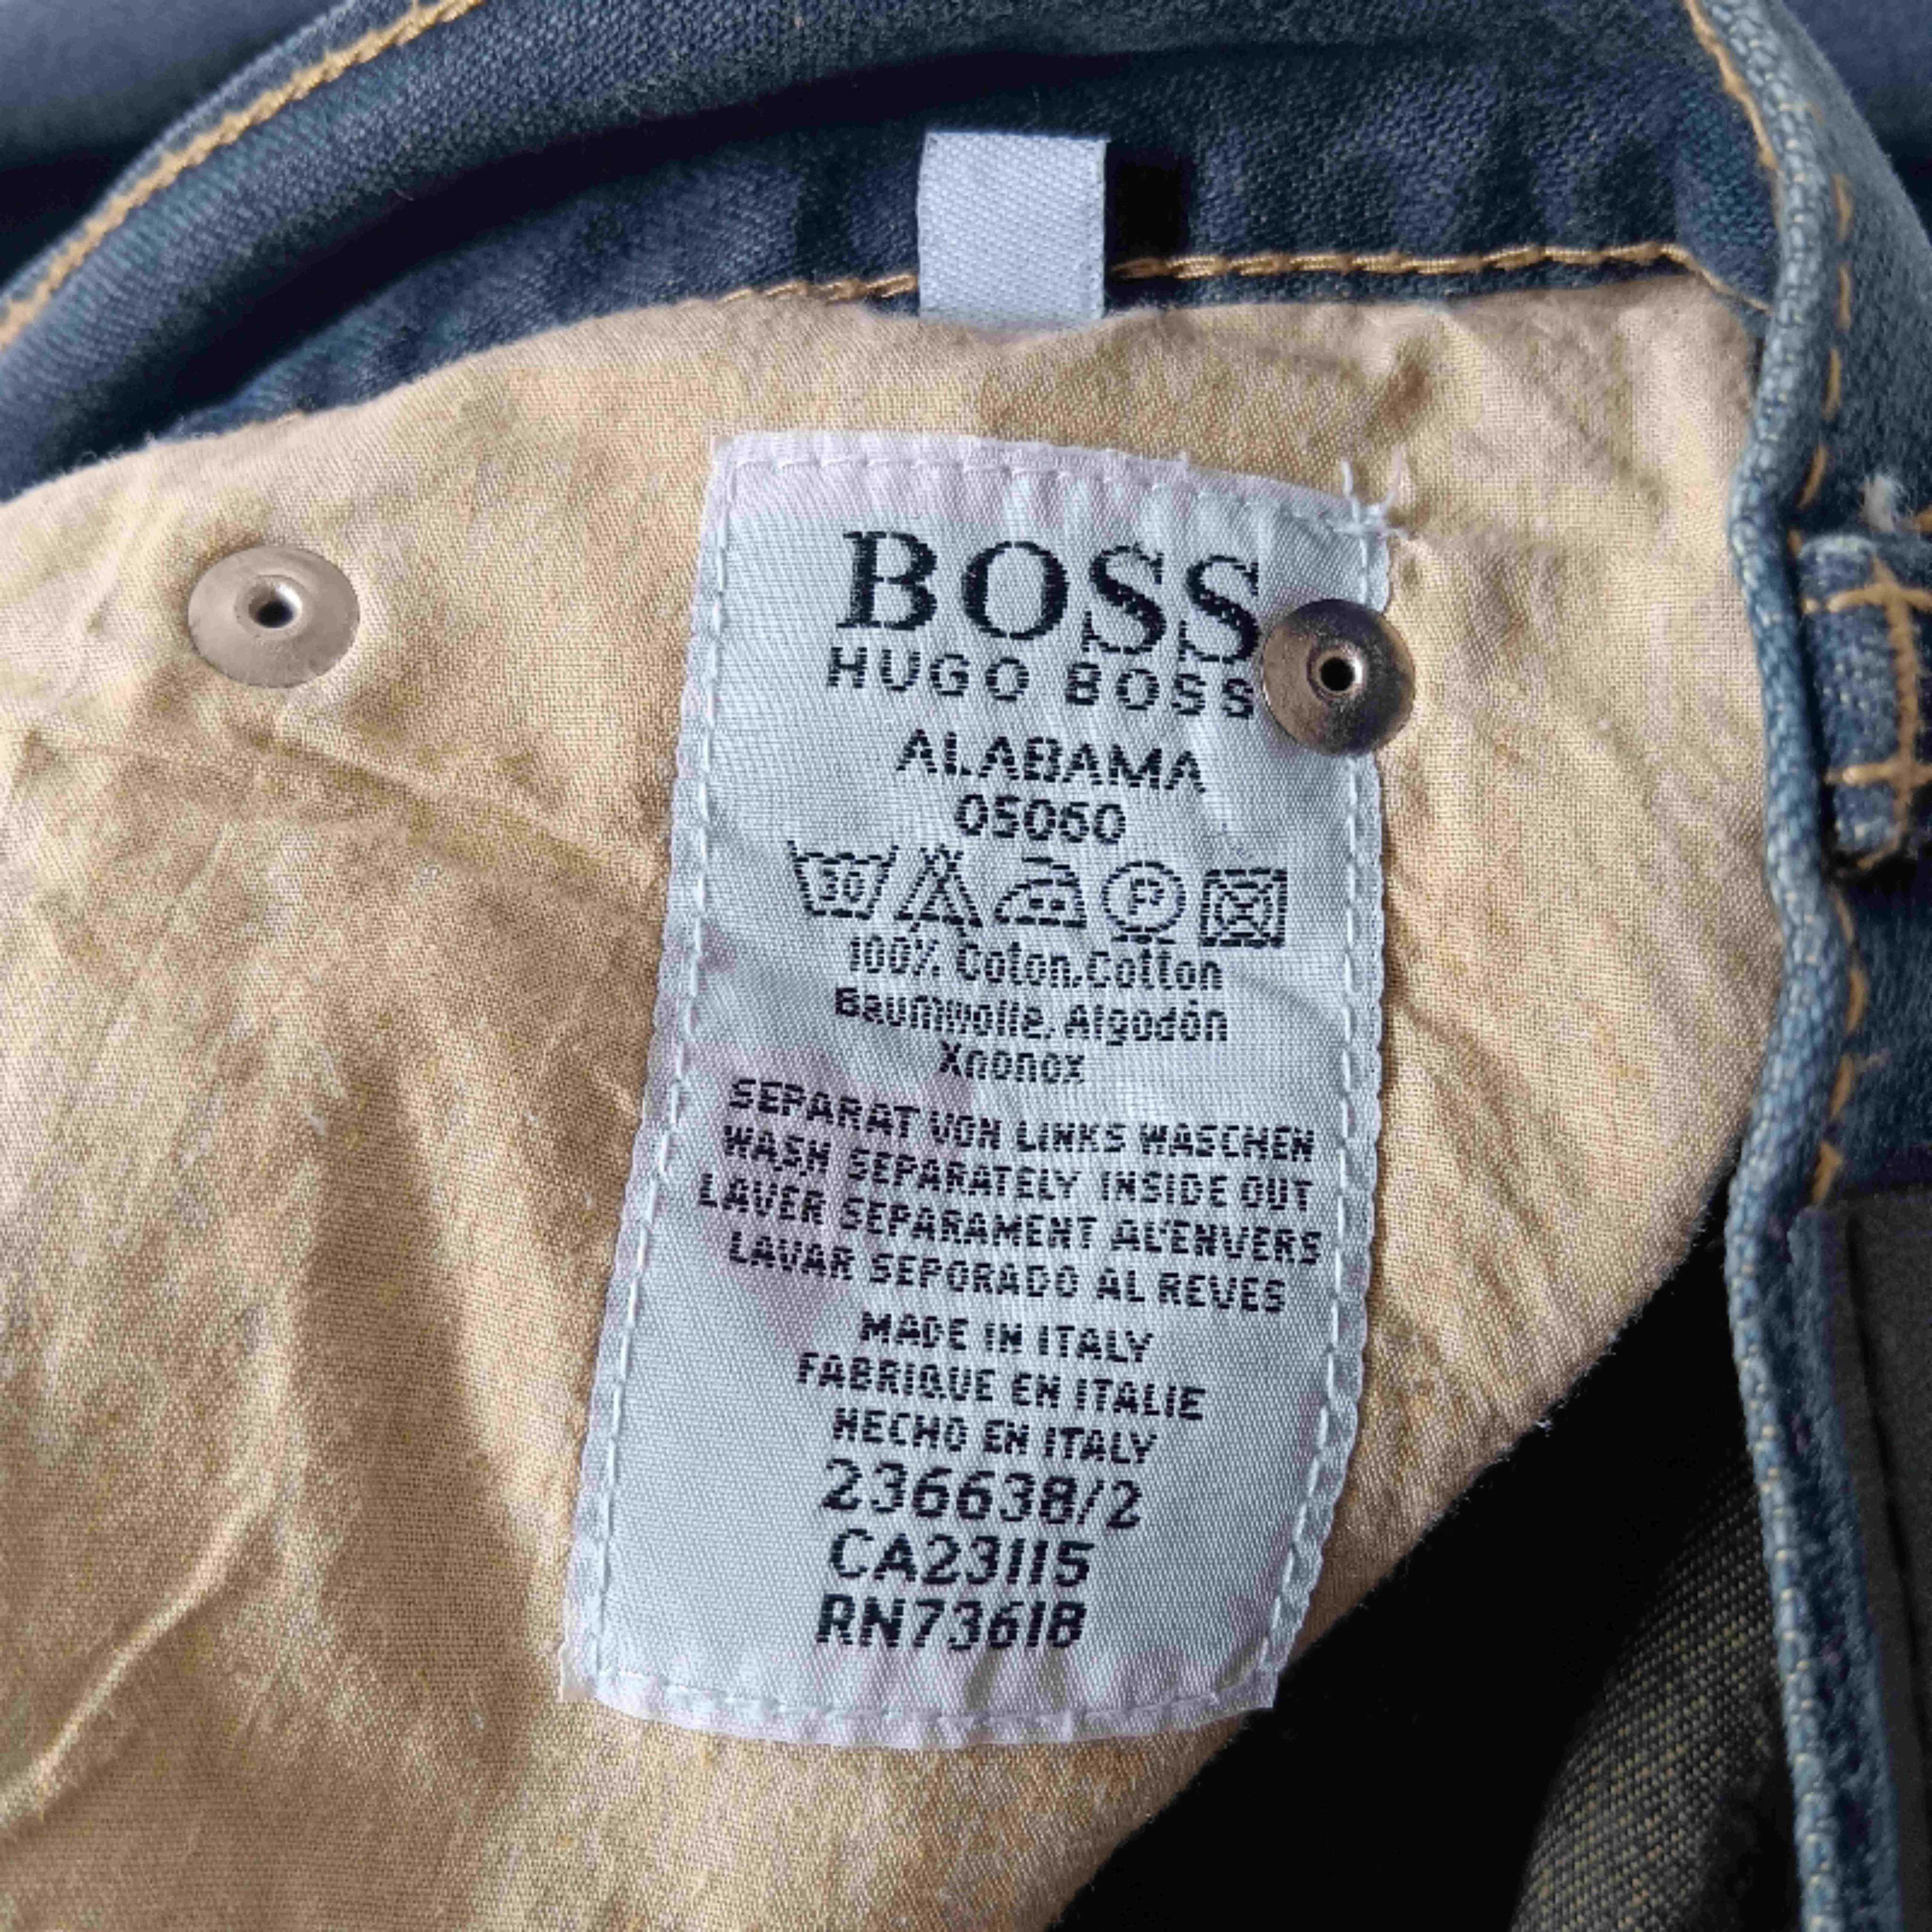 BOSS
HUGO BOSS
ALABAMA
05060
30 P
100% Coton.Cotton
Baumwolle. Algodón
Xnonox
SEPARAT VON LINKS WASCHEN
WASH SEPARATELY INSIDE OUT
LAVER SEPARAMENT AL'ENVERS
LAVAR SEPORADO AL REVES
MADE IN ITALY
FABRIQUE EN ITALIE
HECHO EN ITALY
236638/2
CA23115
RN73618